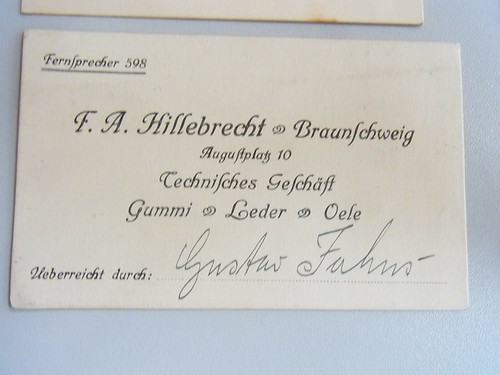 Fernſprecher 598
F. A. Hillebrecht Braunſchweig
Auguſtplatz 10
Techniſches Geſchäft
Gummi Leder Oele
Ueberreicht durch: Gustav Fahns